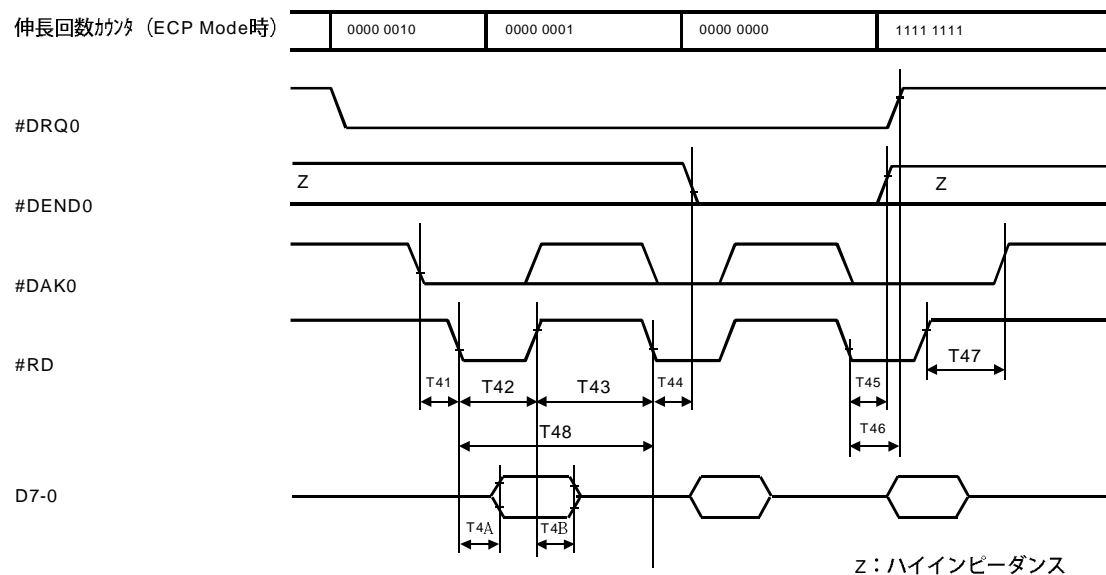 伸長回数ｶｳﾝﾀ（ECP Mode時） 0000 0010 0000 0001 0000 0000 1111 1111
#DRQ0
Z Z
#DEND0
#DAK0
#RD
T47
T41 T42 T43 T44 T45
T46
T48
D7-0
T4A T4B
Z：ハイインピーダンス